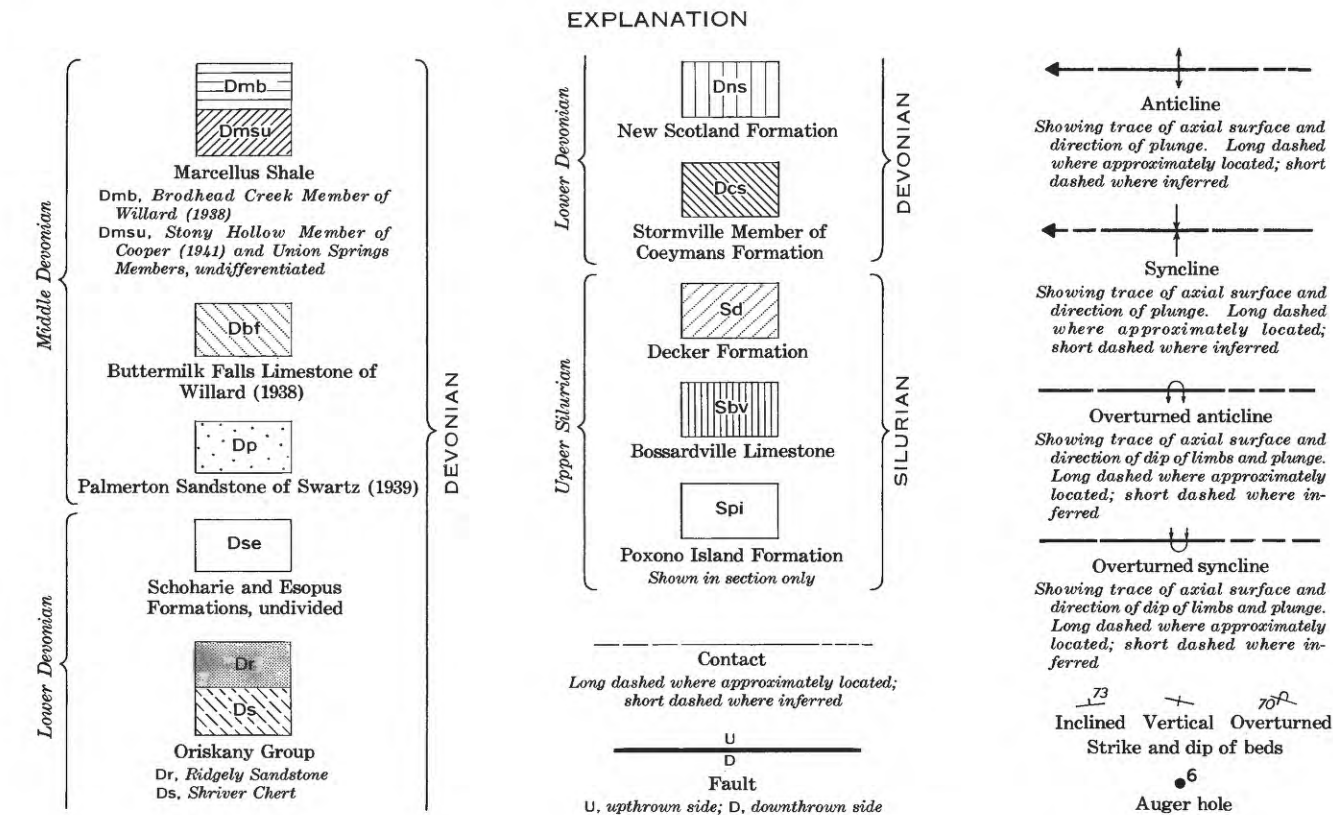 EXPLANATION
Middle Devonian
Dmb
Dmsu
Marcellus Shale
Dmb, Brodhead Creek Member of
Willard (1938)
Dmsu, Stony Hollow Member of
Cooper (1941) and Union Springs
Members, undifferentiated
Dbf
Buttermilk Falls Limestone of
Willard (1938)
Dp
Palmerton Sandstone of Swartz (1939)
Lower Devonian
Dse
Schoharie and Esopus
Formations, undivided
Dr
Ds
Oriskany Group
Dr, Ridgely Sandstone
Ds, Shriver Chert
DEVONIAN
Lower Devonian
Dns
New Scotland Formation
Dcs
Stormville Member of
Coeymans Formation
DEVONIAN
Upper Silurian
Sd
Decker Formation
Sbv
Bossardville Limestone
Spi
Poxono Island Formation
Shown in section only
SILURIAN
Contact
Long dashed where approximately located;
short dashed where inferred
U
D
Fault
U, upthrown side; D, downthrown side
Anticline
Showing trace of axial surface and
direction of plunge. Long dashed
where approximately located; short
dashed where inferred
Syncline
Showing trace of axial surface and
direction of plunge. Long dashed
where approximately located;
short dashed where inferred
Overturned anticline
Showing trace of axial surface and
direction of dip of limbs and plunge.
Long dashed where approximately
located; short dashed where in-
ferred
Overturned syncline
Showing trace of axial surface and
direction of dip of limbs and plunge.
Long dashed where approximately
located; short dashed where in-
ferred
73 70
Inclined Vertical Overturned
Strike and dip of beds
6
Auger hole